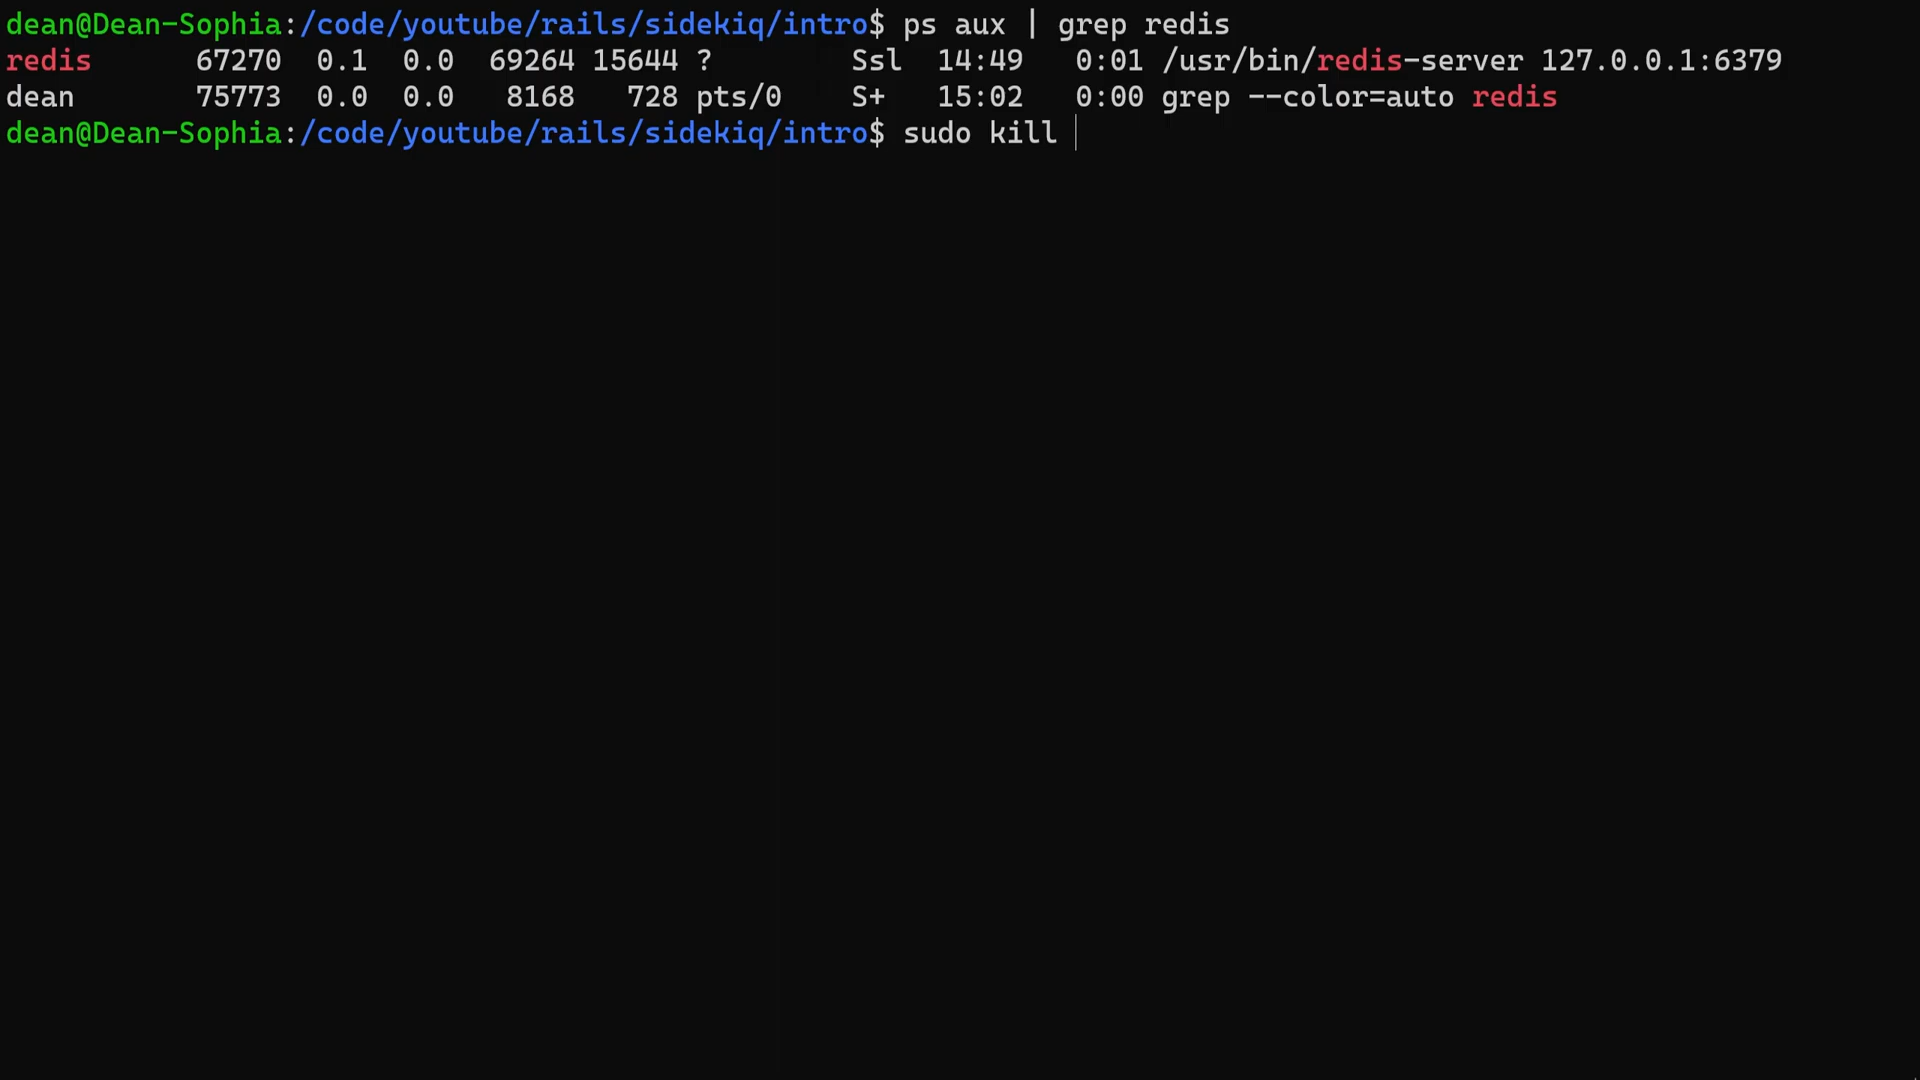 dean@Dean-Sophia:/code/youtube/rails/sidekiq/intro$ ps aux | grep redis
redis      67270  0.1  0.0  69264 15644 ?        Ssl  14:49   0:01 /usr/bin/redis-server 127.0.0.1:6379
dean       75773  0.0  0.0   8168   728 pts/0    S+   15:02   0:00 grep --color=auto redis
dean@Dean-Sophia:/code/youtube/rails/sidekiq/intro$ sudo kill